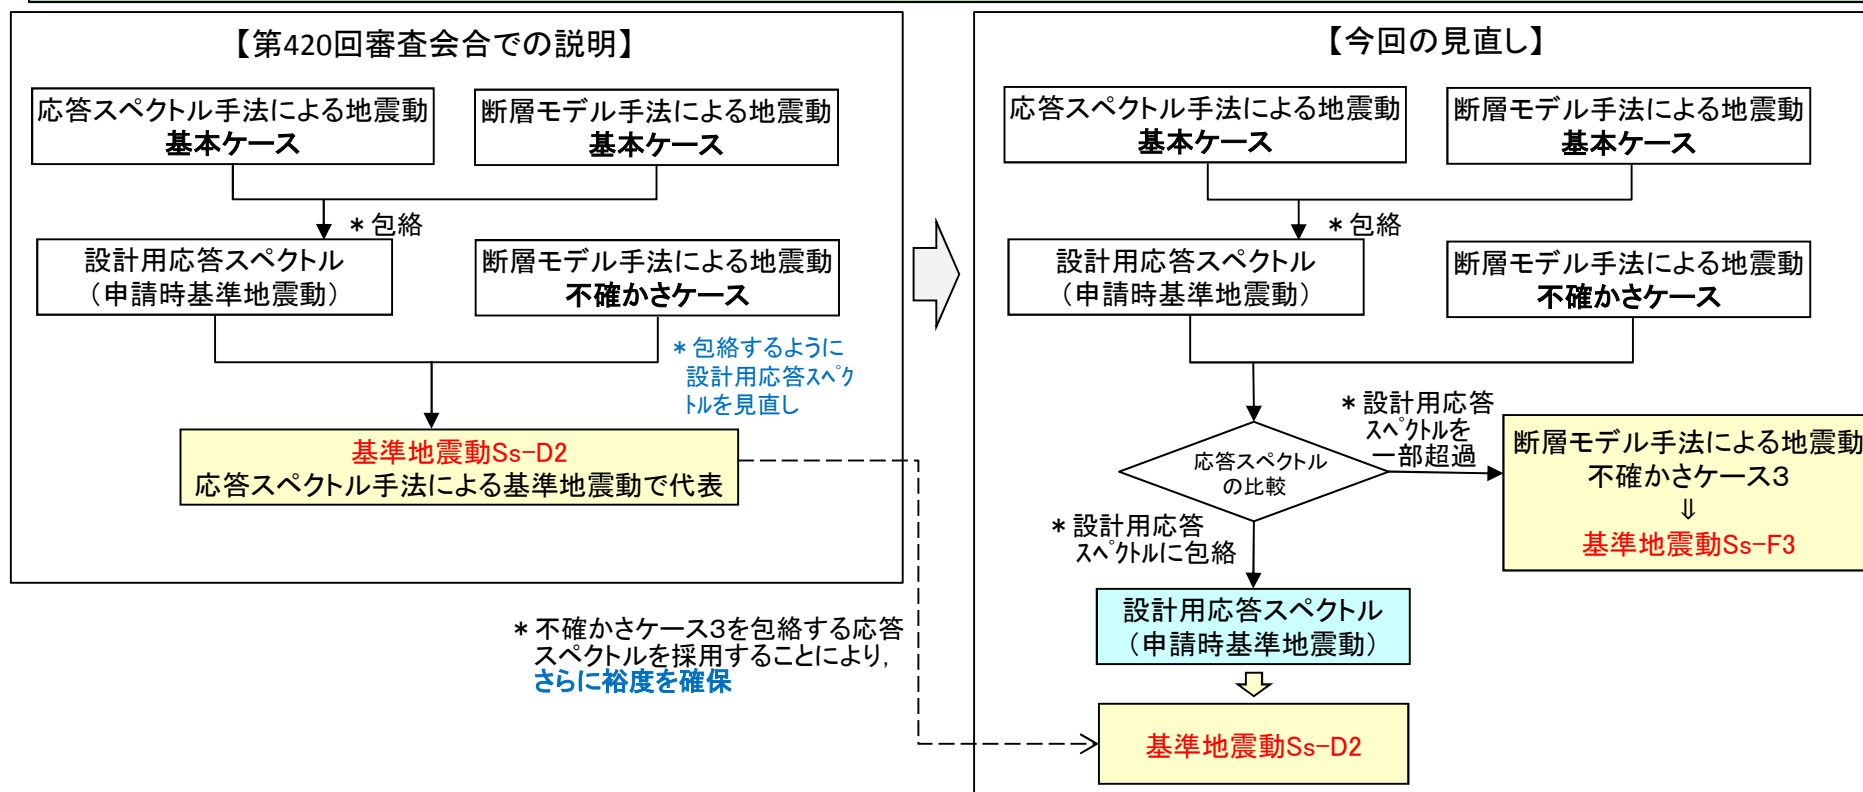 【第420回審査会合での説明】
応答スペクトル手法による地震動
基本ケース
断層モデル手法による地震動
基本ケース
＊包絡
設計用応答スペクトル
（申請時基準地震動）
断層モデル手法による地震動
不確かさケース
＊包絡するように
設計用応答スペク
トルを見直し
基準地震動Ss-D2
応答スペクトル手法による基準地震動で代表
＊不確かさケース3を包絡する応答
スペクトルを採用することにより,
さらに裕度を確保
【今回の見直し】
応答スペクトル手法による地震動
基本ケース
断層モデル手法による地震動
基本ケース
＊包絡
設計用応答スペクトル
（申請時基準地震動）
断層モデル手法による地震動
不確かさケース
応答スペクトル
の比較
＊設計用応答
スペクトルを
一部超過
断層モデル手法による地震動
不確かさケース3
⇓
基準地震動Ss-F3
＊設計用応答
スペクトルに包絡
設計用応答スペクトル
（申請時基準地震動）
基準地震動Ss-D2